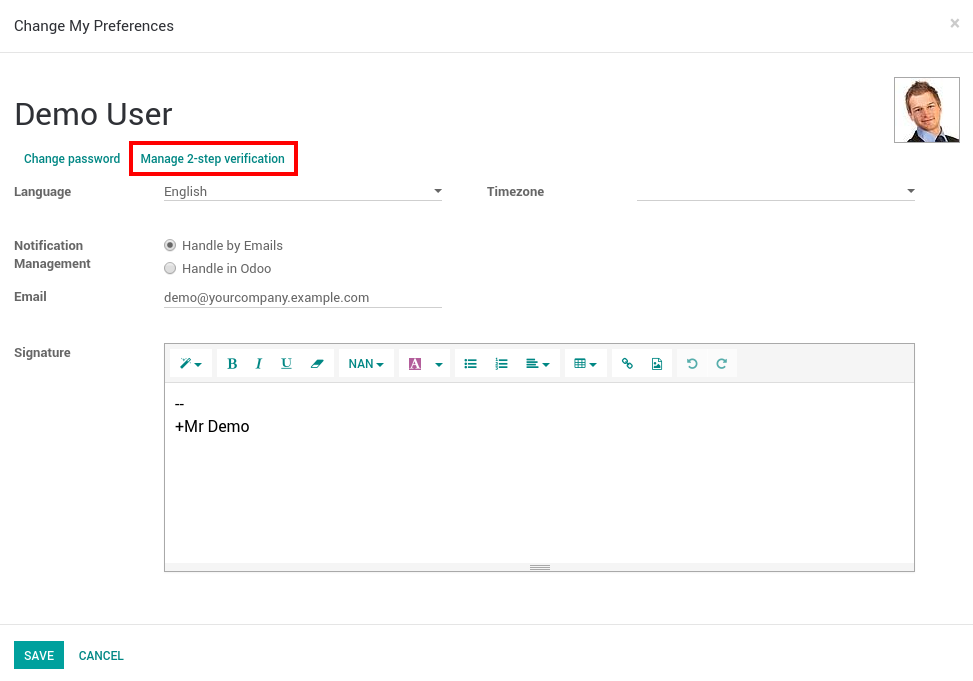 Change My Preferences ×
Demo User
Change password Manage 2-step verification
Language English Timezone
Notification Management Handle by Emails
Handle in Odoo
Email demo@yourcompany.example.com
Signature
B I U NAN A
--
+Mr Demo
SAVE CANCEL